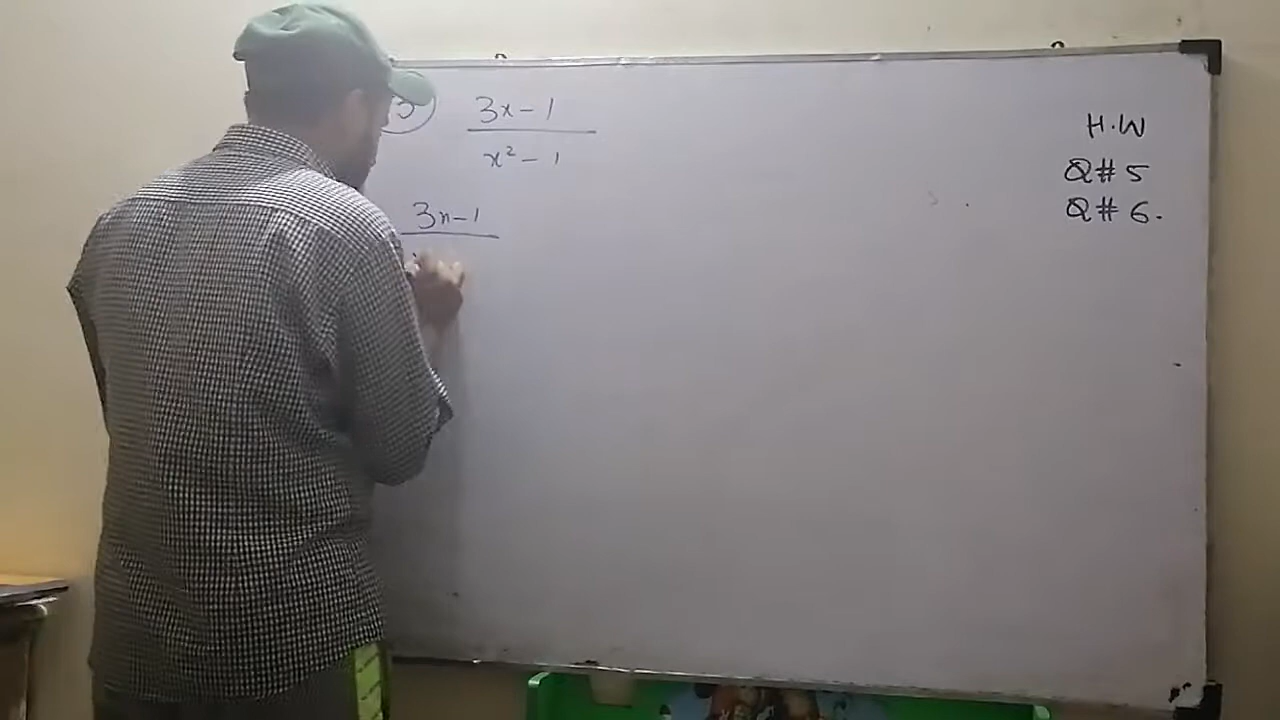 3x - 1
x² - 1
3x - 1
H.W
Q# 5
Q# 6.